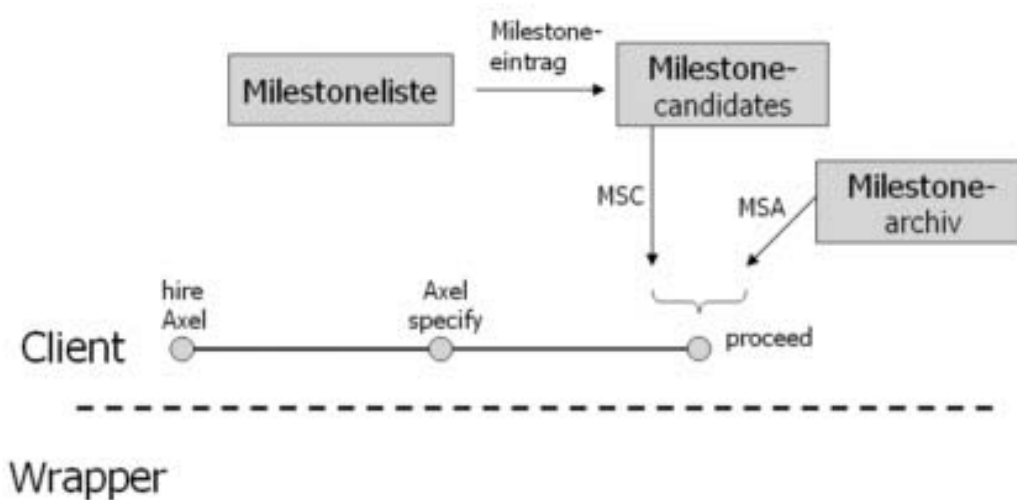 Milestone-
eintrag
Milestoneliste
Milestone-
candidates
MSC
MSA
Milestone-
archiv
hire
Axel
Axel
specify
Client
proceed
Wrapper